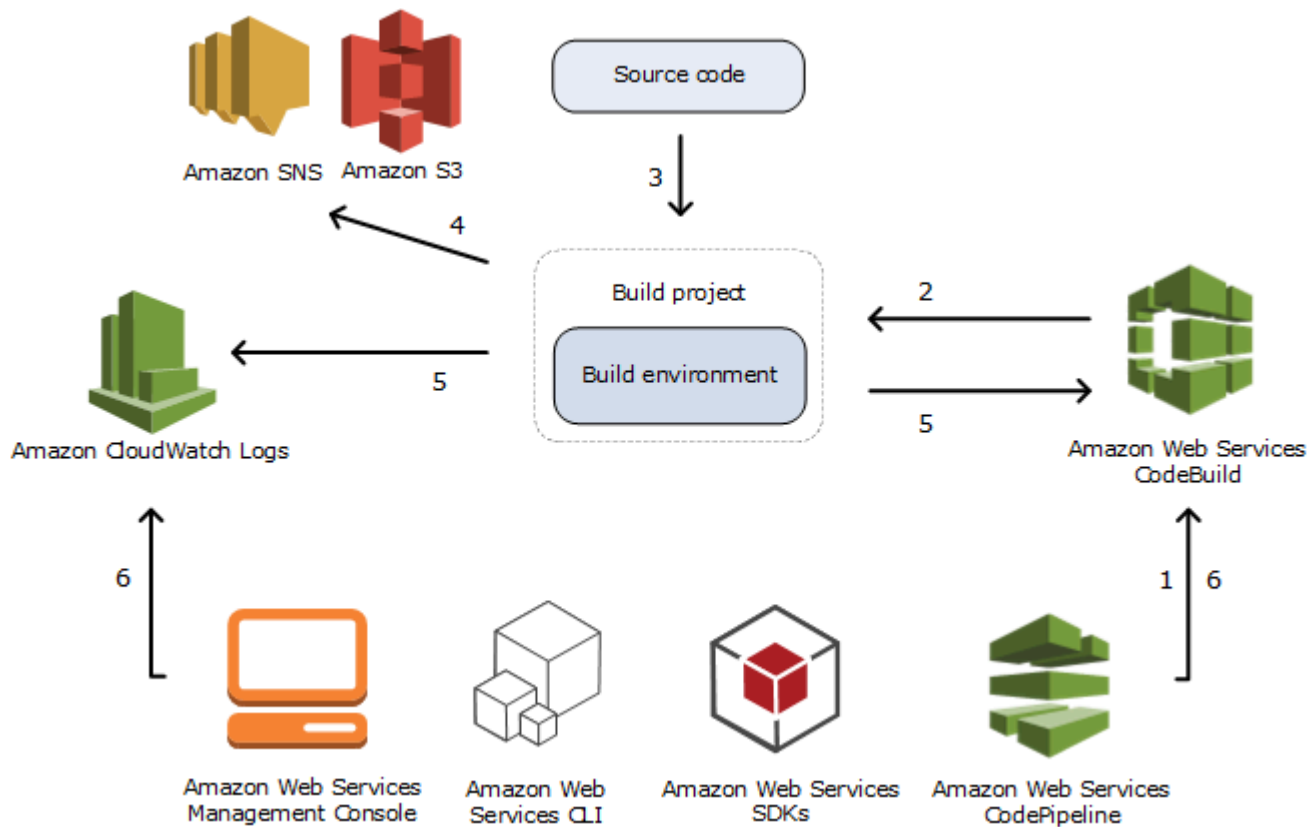 Source code
Amazon SNS
Amazon S3
3
4
Build project
2
Build environment
5
5
Amazon CloudWatch Logs
Amazon Web Services
CodeBuild
6
1
6
Amazon Web Services
Management Console
Amazon Web
Services CLI
Amazon Web Services
SDKs
Amazon Web Services
CodePipeline